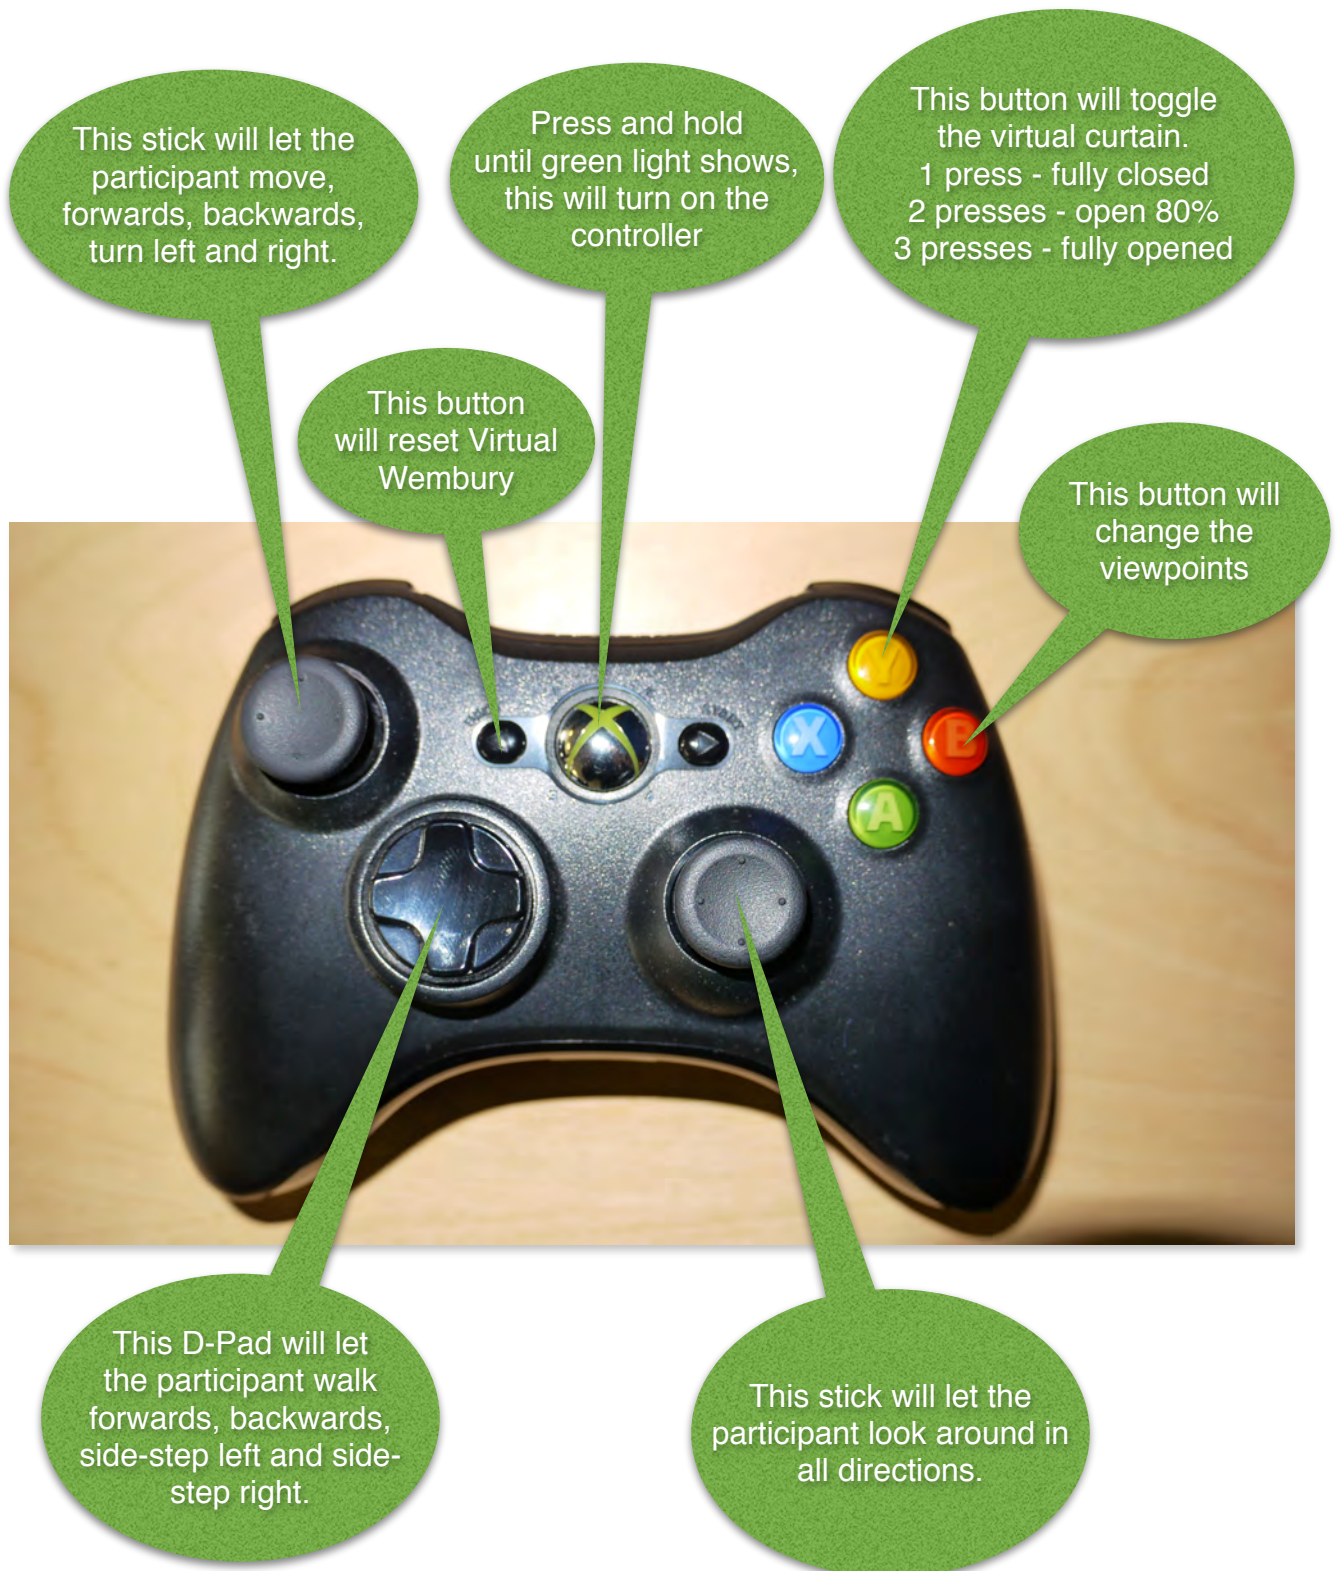 This stick will let the
participant move,
forwards, backwards,
turn left and right.
Press and hold
until green light shows,
this will turn on the
controller
This button will toggle
the virtual curtain.
1 press - fully closed
2 presses - open 80%
3 presses - fully opened
This button
will reset Virtual
Wembury
This button will
change the
viewpoints
Y
X
B
A
This D-Pad will let
the participant walk
forwards, backwards,
side-step left and side-
step right.
This stick will let the
participant look around in
all directions.